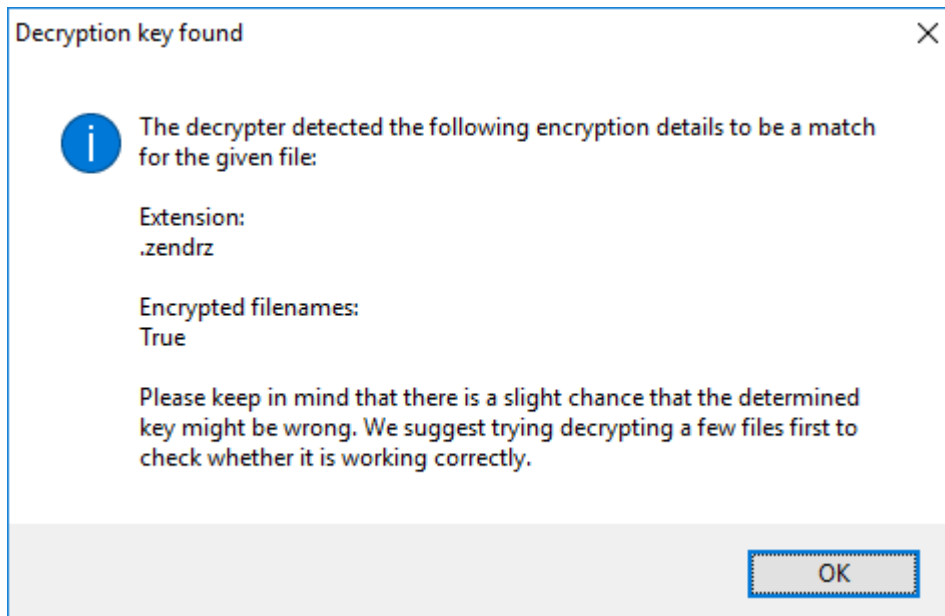 Decryption key found
The decrypter detected the following encryption details to be a match
for the given file:
Extension:
.zendrz
Encrypted filenames:
True
Please keep in mind that there is a slight chance that the determined
key might be wrong. We suggest trying decrypting a few files first to
check whether it is working correctly.
OK